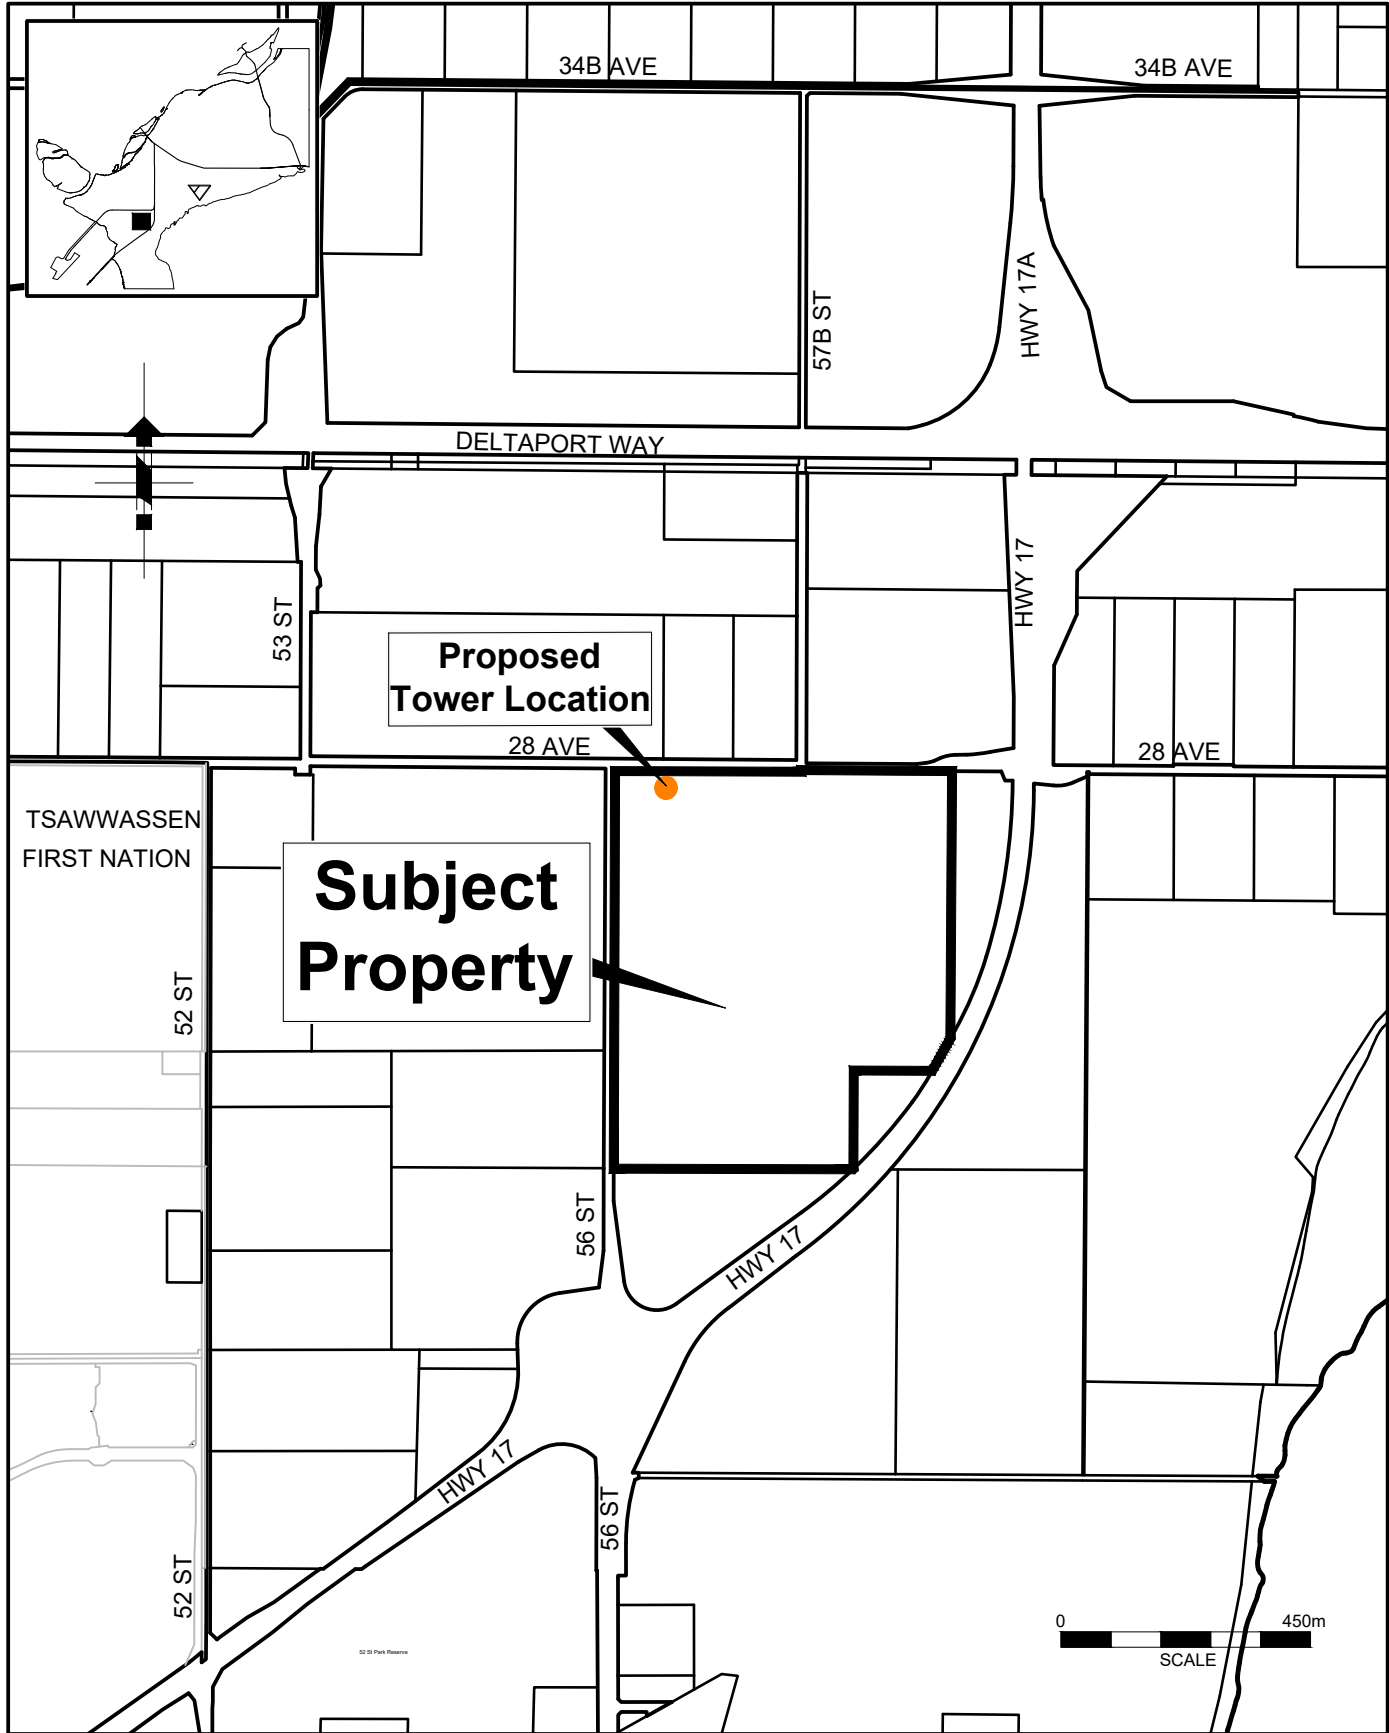 34B AVE
34B AVE
57B ST
HWY 17A
DELTAPORT WAY
53 ST
HWY 17
Proposed
Tower Location
28 AVE
28 AVE
TSAWWASSEN
FIRST NATION
Subject
Property
52 ST
56 ST
HWY 17
HWY 17
56 ST
52 ST
0
450m
SCALE
52 St Park Reserve